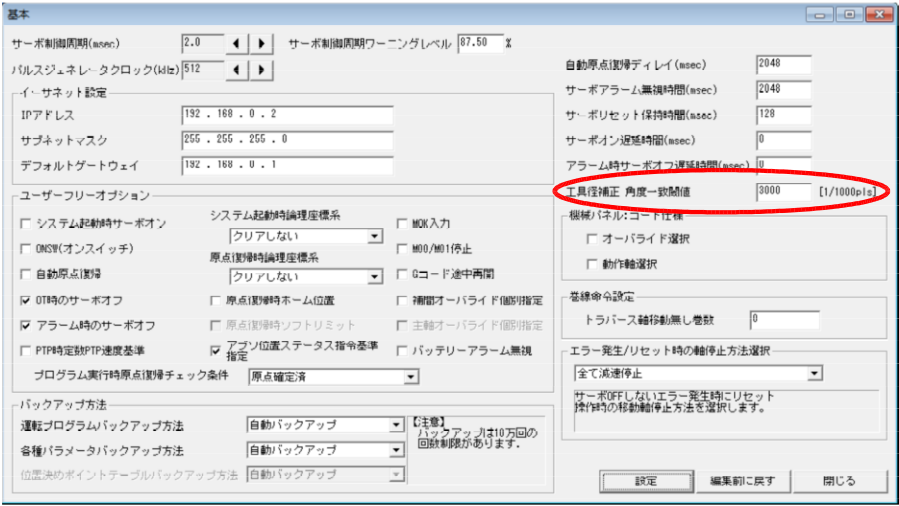 基本
サーボ制御周期(msec) 2.0 サーボ制御周期ワーニングレベル 87.50 %
パルスジェネレータクロック(kHz) 512
イーサネット設定
IPアドレス 192 . 168 . 0 . 2
サブネットマスク 255 . 255 . 255 . 0
デフォルトゲートウェイ 192 . 168 . 0 . 1
ユーザーフリーオプション
システム起動時サーボオン
ONSW(オンスイッチ)
自動原点復帰
OT時のサーボオフ
アラーム時のサーボオフ
PTP時定数PTP速度基準
システム起動時論理座標系
クリアしない
原点復帰時論理座標系
クリアしない
原点復帰時ホーム位置
原点復帰時ソフトリミット
アブソ位置ステータス指令基準
指定
MOK入力
M00/M01停止
Gコード途中再開
補間オーバライド個別指定
主軸オーバライド個別指定
バッテリーアラーム無視
プログラム実行時原点復帰チェック条件 原点確定済
バックアップ方法
運転プログラムバックアップ方法 自動バックアップ
各種パラメータバックアップ方法 自動バックアップ
位置決めポイントテーブルバックアップ方法 自動バックアップ
【注意】
バックアップは10万回の
回数制限があります.
自動原点復帰ディレイ(msec) 2048
サーボアラーム無視時間(msec) 2048
サーボリセット保持時間(msec) 128
サーボオン遅延時間(msec) 0
アラーム時サーボオフ遅延時間(msec) 0
工具径補正 角度一致閾値 3000 [1/1000pls]
機械パネル:コード仕様
オーバライド選択
動作軸選択
巻線命令設定
トラバース軸移動無し巻数 0
エラー発生/リセット時の軸停止方法選択
全て減速停止
サーボOFFしないエラー発生時にリセット
操作時の移動軸停止方法を選択します。
設定 編集前に戻す 閉じる